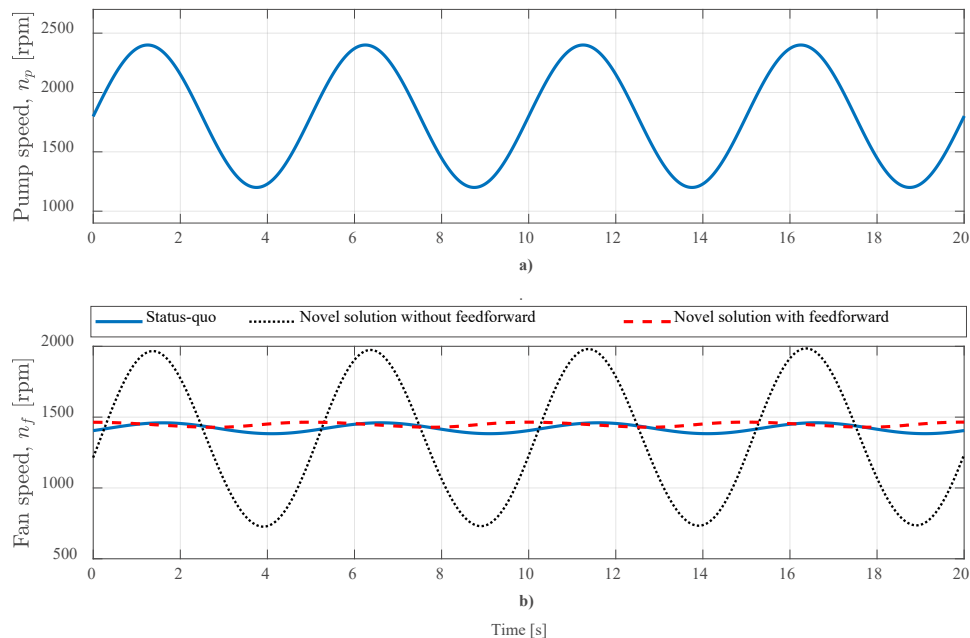 Pump speed, n_p [rpm]
2500
2000
1500
1000
0 2 4 6 8 10 12 14 16 18 20
a)
.
Status-quo Novel solution without feedforward Novel solution with feedforward
Fan speed, n_f [rpm]
2000
1500
1000
500
0 2 4 6 8 10 12 14 16 18 20
b)
Time [s]